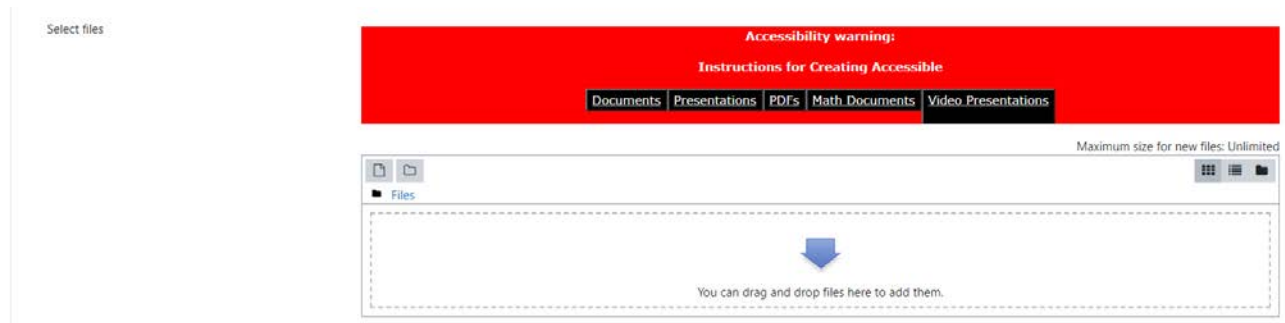 Select files
Accessibility warning:
Instructions for Creating Accessible
Documents Presentations PDFs Math Documents Video Presentations
Maximum size for new files: Unlimited
Files
You can drag and drop files here to add them.